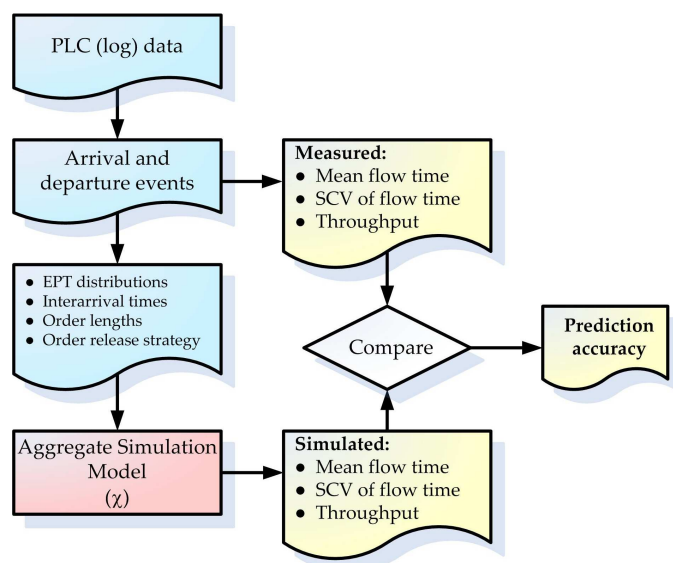 PLC (log) data
Arrival and
departure events
Measured:
● Mean flow time
● SCV of flow time
● Throughput
● EPT distributions
● Interarrival times
● Order lengths
● Order release strategy
Compare
Prediction
accuracy
Aggregate Simulation
Model
(χ)
Simulated:
● Mean flow time
● SCV of flow time
● Throughput